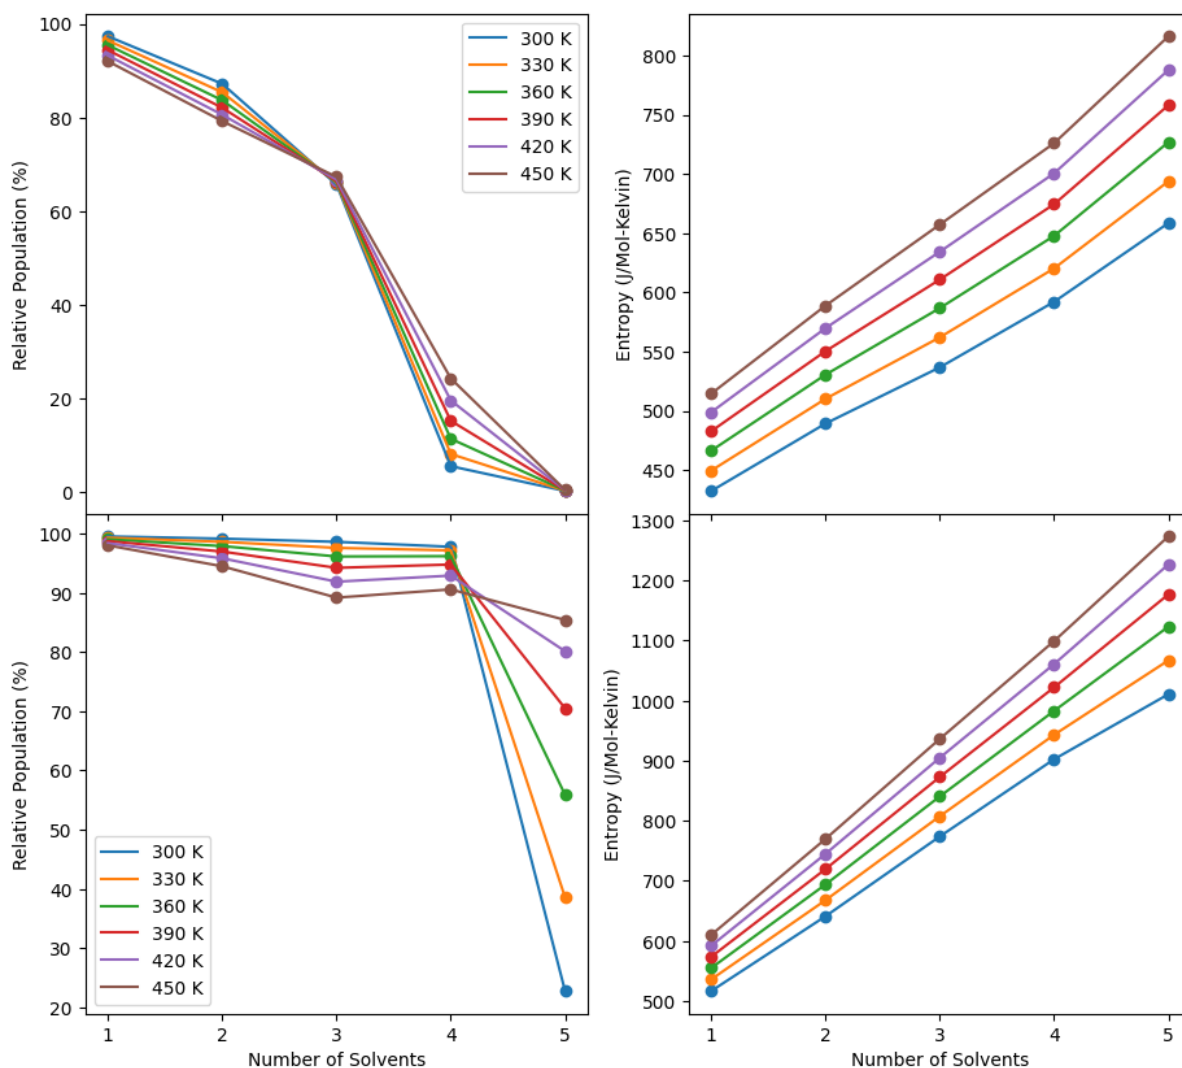 Relative Population (%)
100
80
60
40
20
0
300 K
330 K
360 K
390 K
420 K
450 K
Entropy (J/Mol-Kelvin)
800
750
700
650
600
550
500
450
Relative Population (%)
100
90
80
70
60
50
40
30
20
300 K
330 K
360 K
390 K
420 K
450 K
1 2 3 4 5
Number of Solvents
Entropy (J/Mol-Kelvin)
1300
1200
1100
1000
900
800
700
600
500
1 2 3 4 5
Number of Solvents